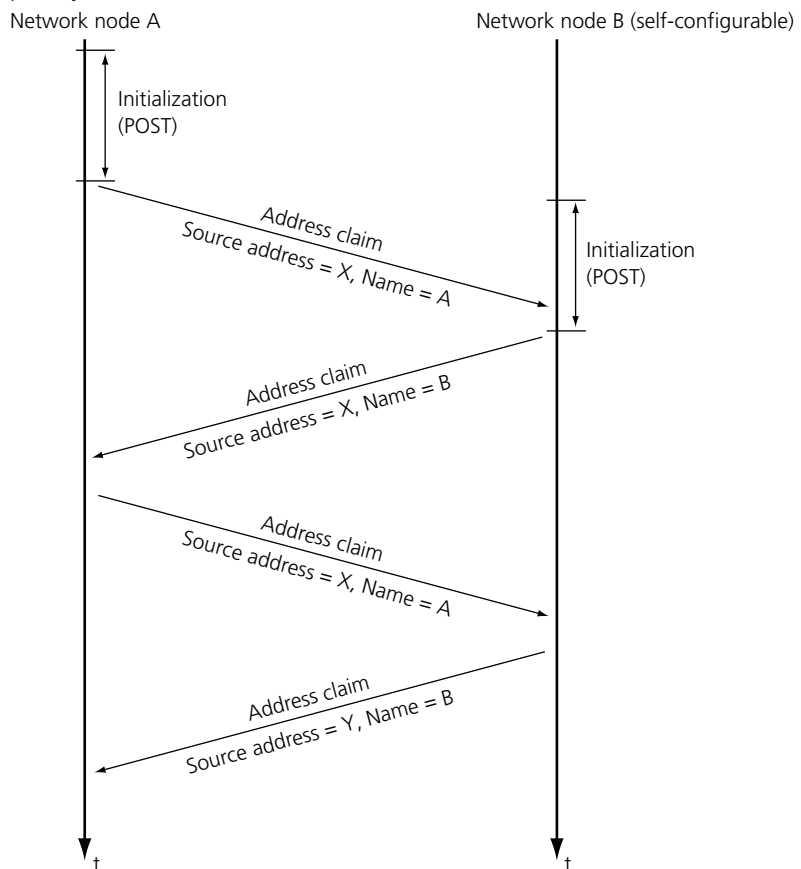 Network node A
Network node B (self-configurable)
Initialization
(POST)
Address claim
Source address = X, Name = A
Initialization
(POST)
Address claim
Source address = X, Name = B
Address claim
Source address = X, Name = A
Address claim
Source address = Y, Name = B
t
t